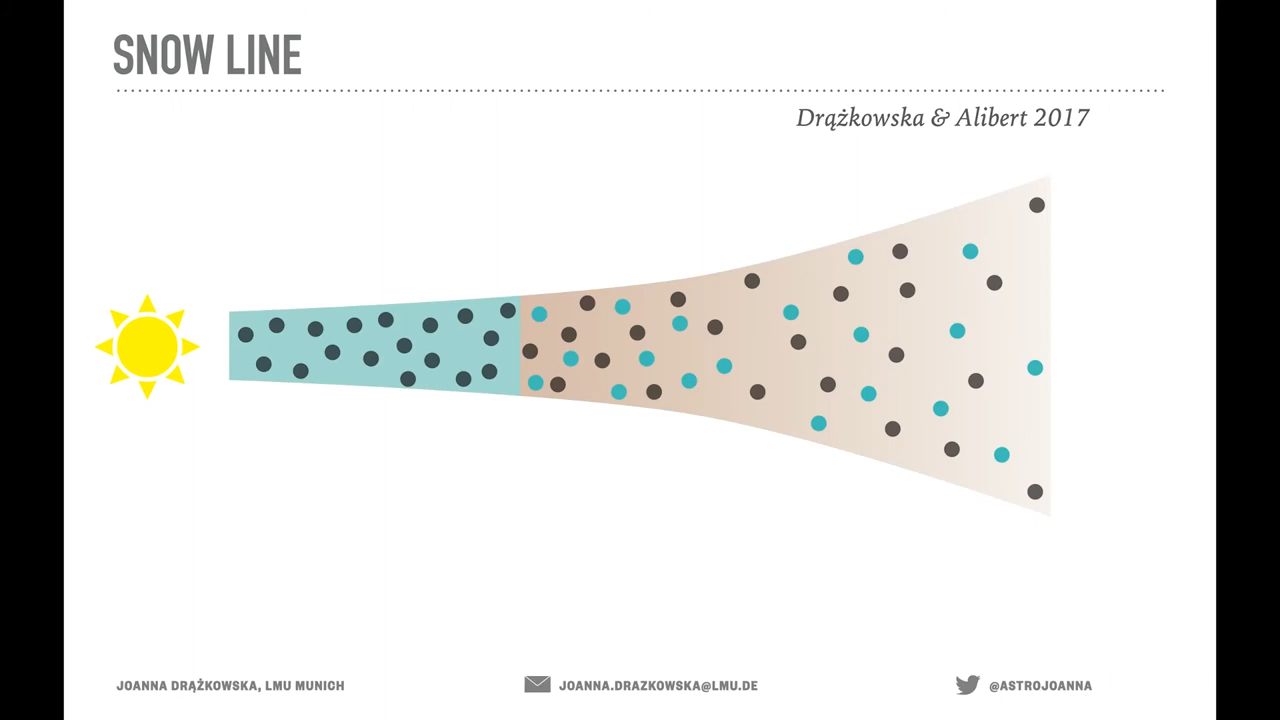 SNOW LINE
Drążkowska & Alibert 2017
JOANNA DRĄŻKOWSKA, LMU MUNICH
JOANNA.DRAZKOWSKA@LMU.DE
@ASTROJOANNA